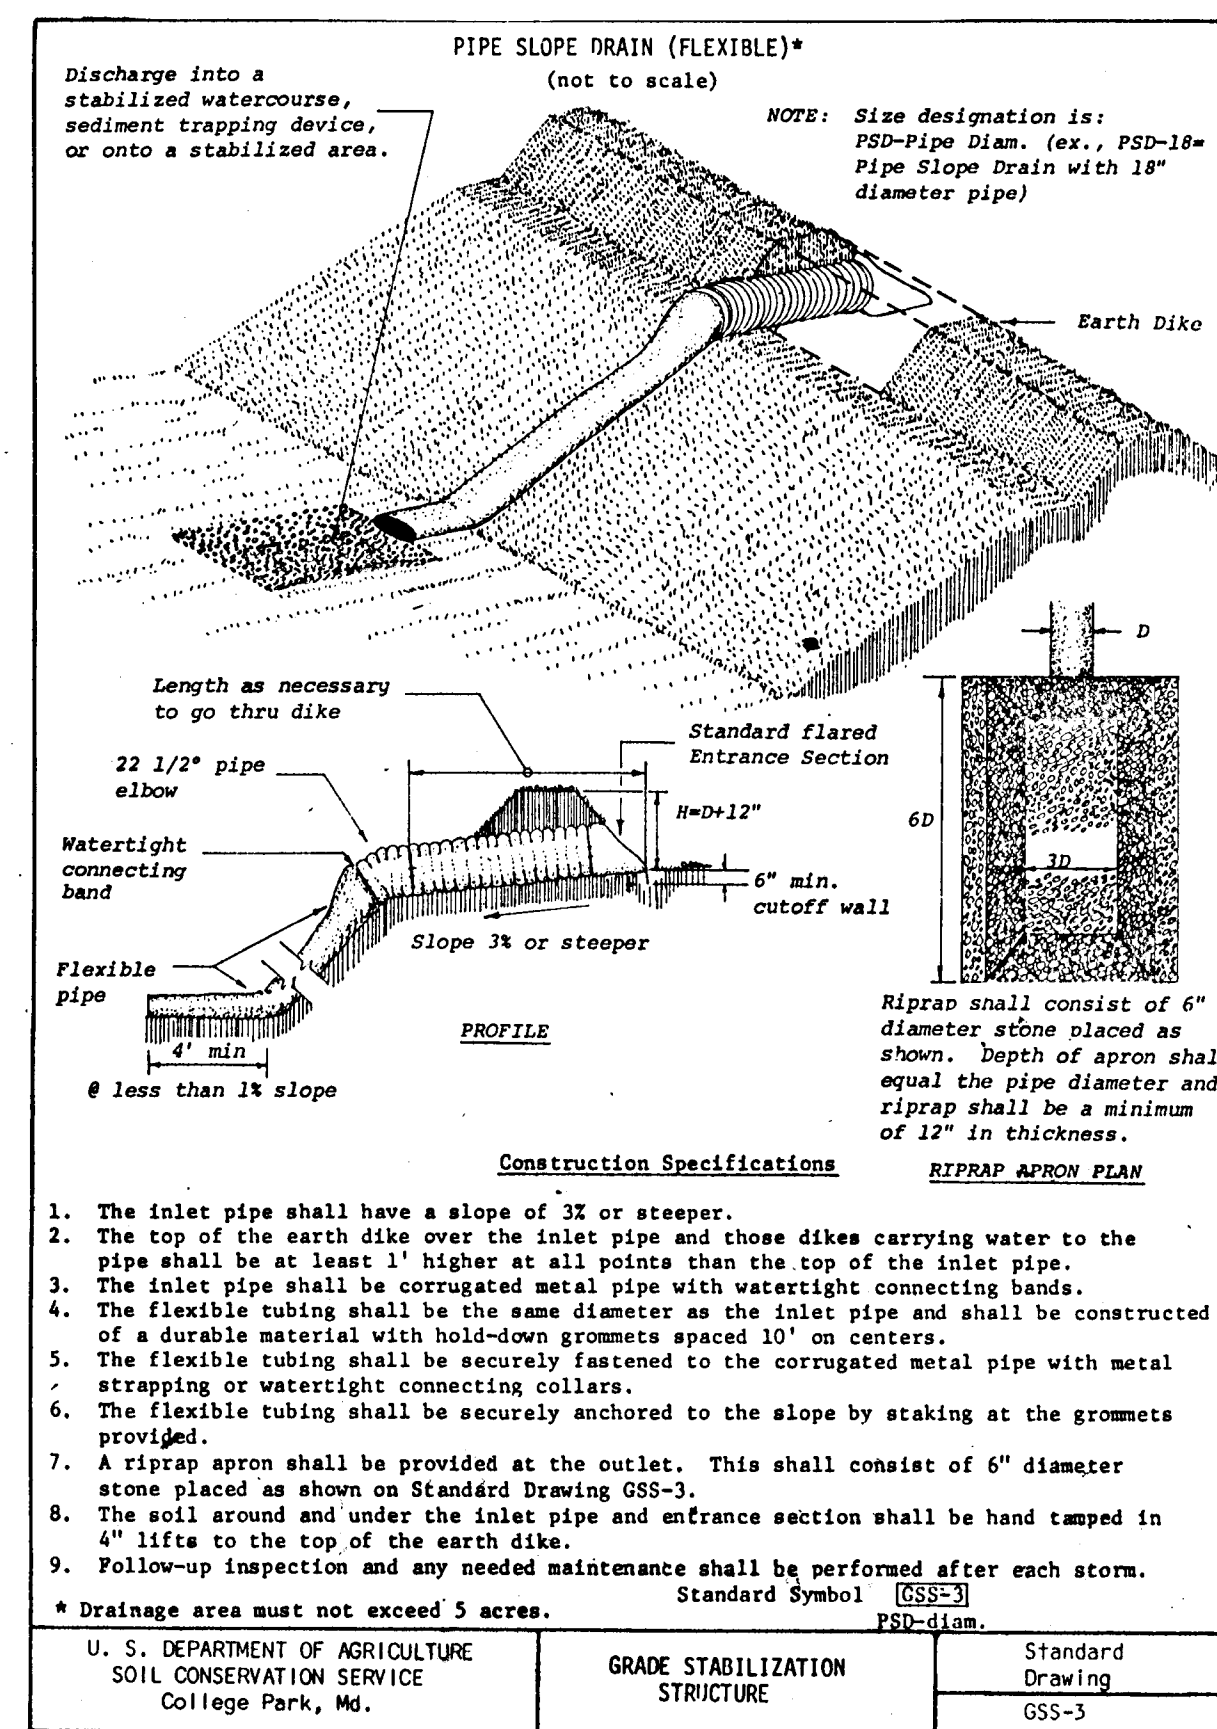 PIPE SLOPE DRAIN (FLEXIBLE)*
(not to scale)
Discharge into a
stabilized watercourse,
sediment trapping device,
or onto a stabilized area.
NOTE: Size designation is:
PSD-Pipe Diam. (ex., PSD-18=
Pipe Slope Drain with 18"
diameter pipe)
Earth Dike
D
Length as necessary
to go thru dike
Standard flared
Entrance Section
22 1/2° pipe
elbow
H=D+12"
6D
Watertight
connecting
band
3D
6" min.
cutoff wall
Slope 3% or steeper
Flexible
pipe
PROFILE
4' min
@ less than 1% slope
Riprap shall consist of 6"
diameter stone placed as
shown. Depth of apron shal
equal the pipe diameter and
riprap shall be a minimum
of 12" in thickness.
RIPRAP APRON PLAN
Construction Specifications
1. The inlet pipe shall have a slope of 3% or steeper.
2. The top of the earth dike over the inlet pipe and those dikes carrying water to the
pipe shall be at least 1' higher at all points than the top of the inlet pipe.
3. The inlet pipe shall be corrugated metal pipe with watertight connecting bands.
4. The flexible tubing shall be the same diameter as the inlet pipe and shall be constructed
of a durable material with hold-down grommets spaced 10' on centers.
5. The flexible tubing shall be securely fastened to the corrugated metal pipe with metal
strapping or watertight connecting collars.
6. The flexible tubing shall be securely anchored to the slope by staking at the grommets
provided.
7. A riprap apron shall be provided at the outlet. This shall consist of 6" diameter
stone placed as shown on Standard Drawing GSS-3.
8. The soil around and under the inlet pipe and entrance section shall be hand tamped in
4" lifts to the top of the earth dike.
9. Follow-up inspection and any needed maintenance shall be performed after each storm.
Standard Symbol GSS-3
PSD-diam.
* Drainage area must not exceed 5 acres.
U. S. DEPARTMENT OF AGRICULTURE
SOIL CONSERVATION SERVICE
College Park, Md.
GRADE STABILIZATION
STRUCTURE
Standard
Drawing
GSS-3